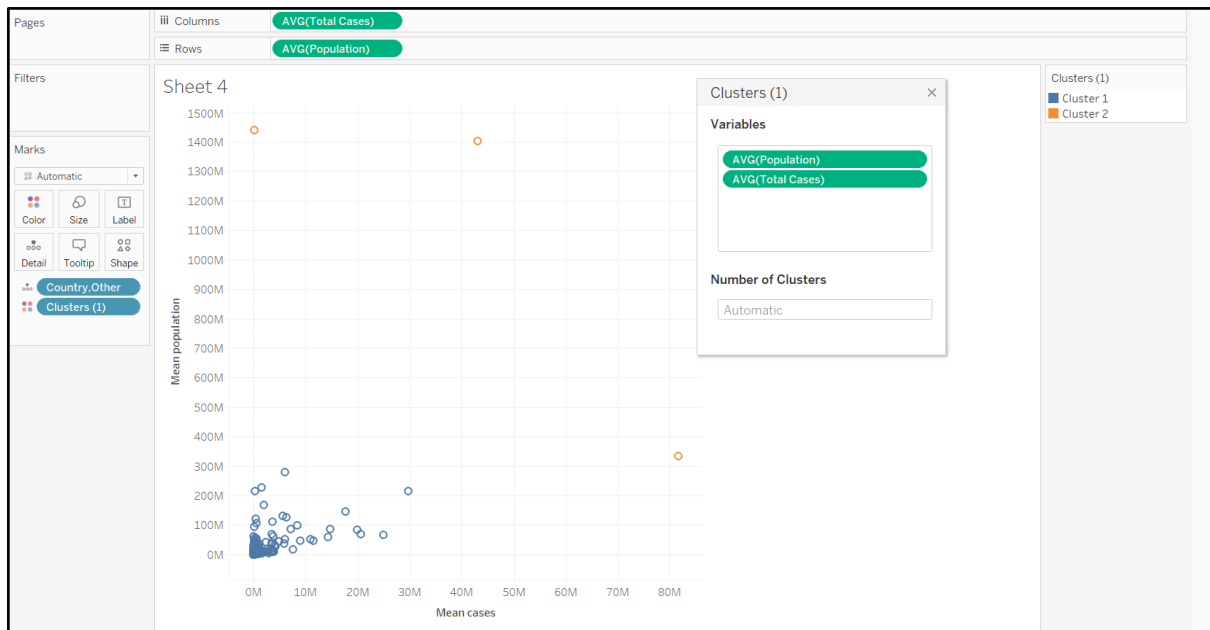 Pages
Columns
AVG(Total Cases)
Rows
AVG(Population)
Filters
Marks
Automatic
Color
Size
Label
Detail
Tooltip
Shape
Country,Other
Clusters (1)
Sheet 4
1500M
1400M
1300M
1200M
1100M
1000M
900M
800M
700M
600M
500M
400M
300M
200M
100M
0M
Mean population
0M
10M
20M
30M
40M
50M
60M
70M
80M
Mean cases
Clusters (1)
Variables
AVG(Population)
AVG(Total Cases)
Number of Clusters
Automatic
Clusters (1)
Cluster 1
Cluster 2